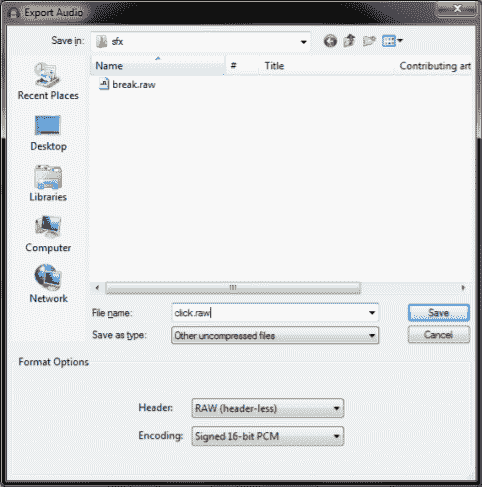 Export Audio
Save in: sfx
Name # Title Contributing art
break.raw
Recent Places
Desktop
Libraries
Computer
Network
File name: click.raw Save
Save as type: Other uncompressed files Cancel
Format Options
Header: RAW (header-less)
Encoding: Signed 16-bit PCM